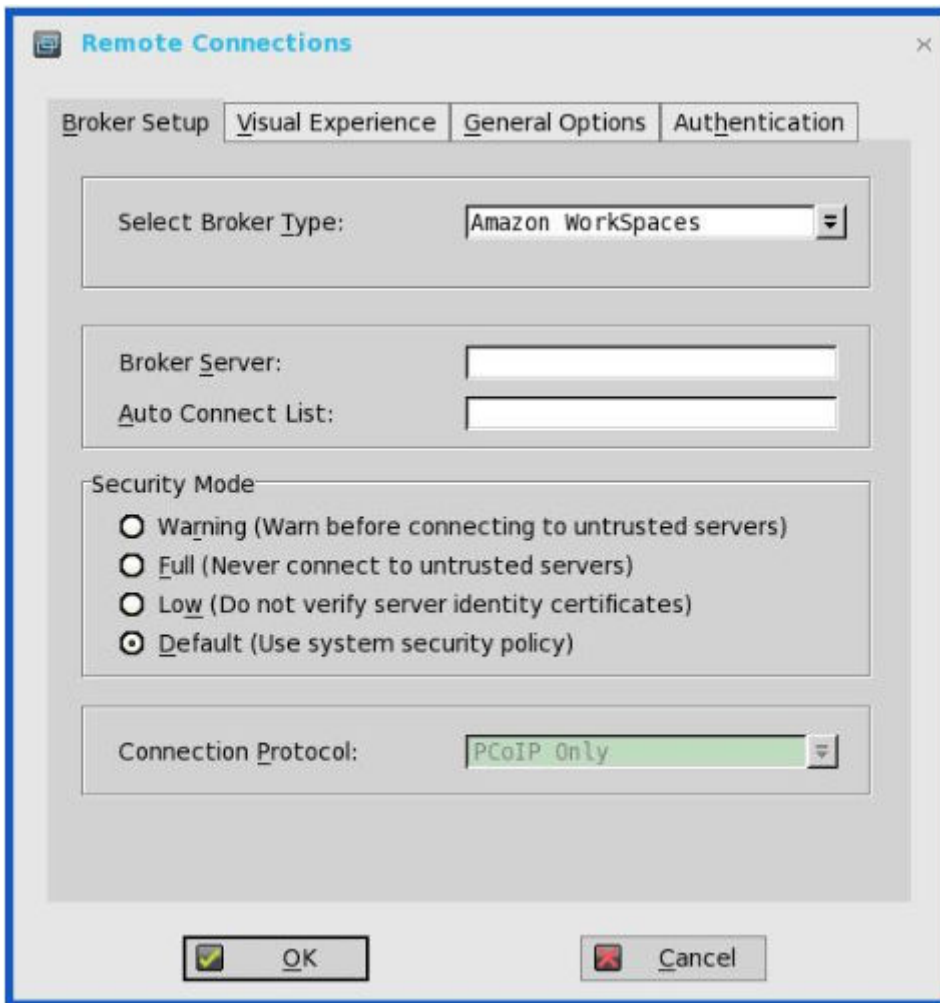 Remote Connections
Broker Setup Visual Experience General Options Authentication
Select Broker Type: Amazon WorkSpaces
Broker Server:
Auto Connect List:
Security Mode
Warning (Warn before connecting to untrusted servers)
Full (Never connect to untrusted servers)
Low (Do not verify server identity certificates)
Default (Use system security policy)
Connection Protocol: PCoIP Only
OK Cancel